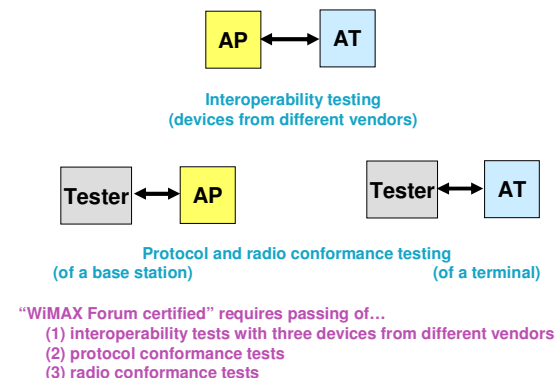 AP
AT
Interoperability testing
(devices from different vendors)
Tester
AP
Tester
AT
Protocol and radio conformance testing
(of a base station)
(of a terminal)
“WiMAX Forum certified” requires passing of…
(1) interoperability tests with three devices from different vendors
(2) protocol conformance tests
(3) radio conformance tests